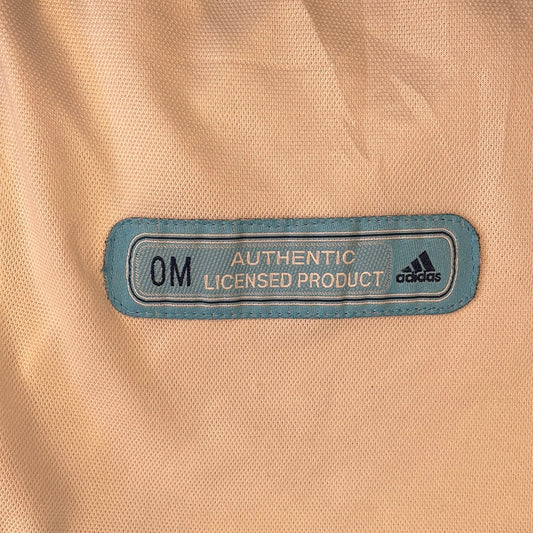 OM
AUTHENTIC
LICENSED PRODUCT
adidas